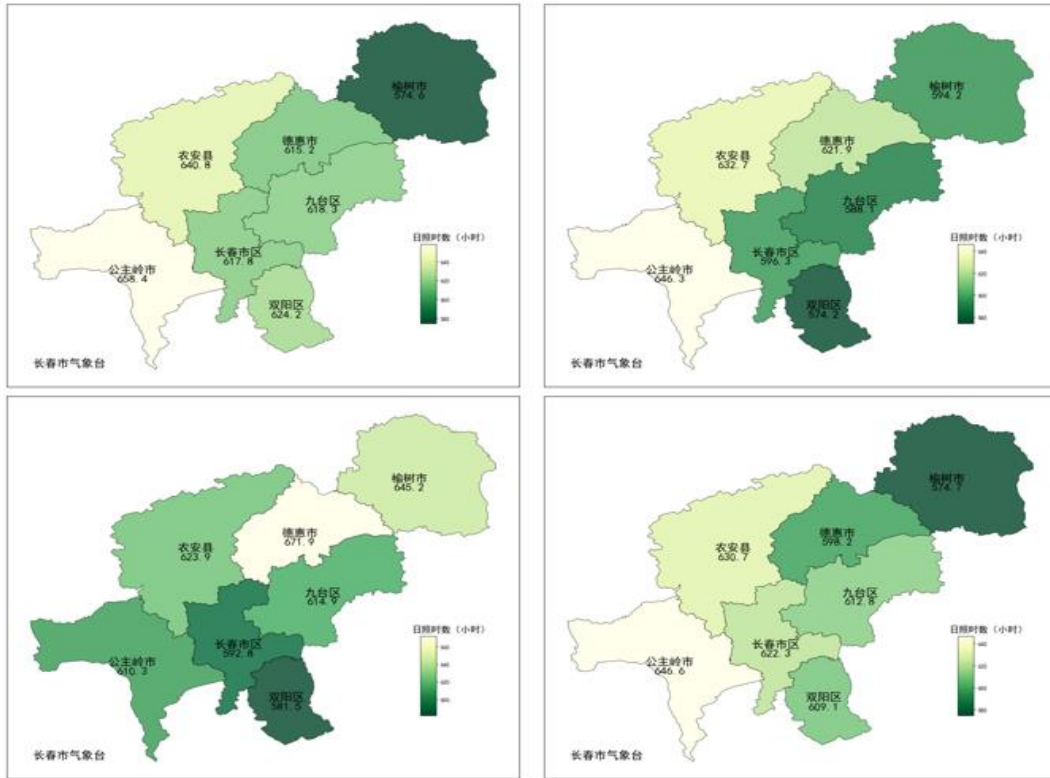 榆树市
574.6
德惠市
615.2
农安县
640.8
九台区
618.3
长春市区
617.8
公主岭市
658.4
双阳区
624.2
日照时数（小时）
长春市气象台
榆树市
594.2
德惠市
621.9
农安县
632.7
九台区
588.1
长春市区
596.3
公主岭市
646.3
双阳区
574.2
日照时数（小时）
长春市气象台
榆树市
645.2
德惠市
671.9
农安县
623.9
九台区
614.9
长春市区
592.8
公主岭市
610.3
双阳区
581.5
日照时数（小时）
长春市气象台
榆树市
574.7
德惠市
598.2
农安县
630.7
九台区
612.8
长春市区
622.3
公主岭市
646.6
双阳区
609.1
日照时数（小时）
长春市气象台